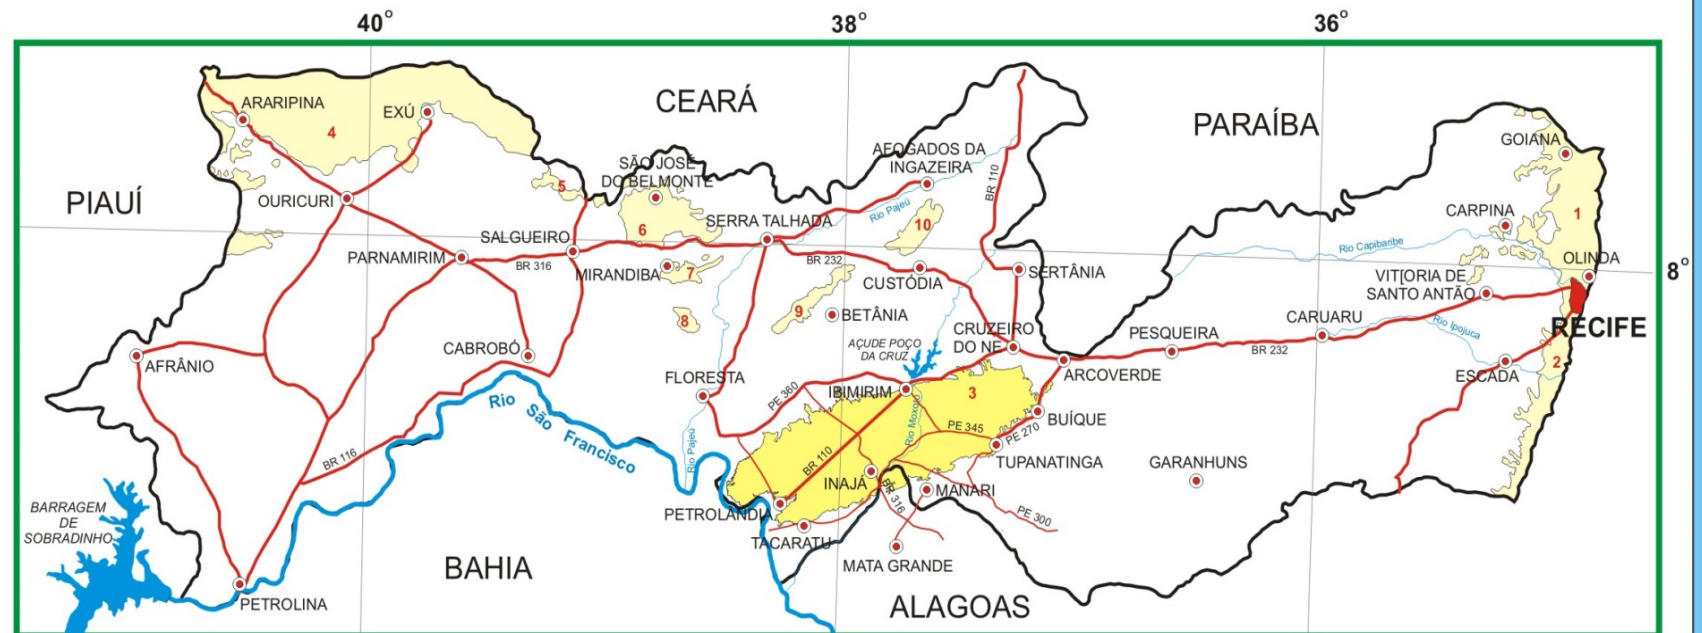 40°
38°
36°
CEARÁ
PARAÍBA
PIAUÍ
BAHIA
ALAGOAS
ARARIPINA
4
EXÚ
OURICURI
5
SÃO JOSÉ
DO BELMONTE
6
AFOGADOS DA
INGAZEIRA
Rio Pajeú
10
BR 110
GOIANA
1
CARPINA
Rio Capibaribe
OLINDA
8°
SERRA TALHADA
SALGUEIRO
PARNAMIRIM
BR 316
MIRANDIBA
7
BR 232
CUSTÓDIA
SERTÂNIA
VITIORIA DE
SANTO ANTÃO
8
9
BETÂNIA
CRUZEIRO
DO NE
PESQUEIRA
CARUARU
Rio Ipojuca
RECIFE
BR 232
AÇUDE POÇO
DA CRUZ
CABROBÓ
AFRÂNIO
FLORESTA
ARCOVERDE
ESCADA
2
PE 360
IBIMIRIM
3
Rio Moxotó
BUÍQUE
PE 345
PE 270
Rio São Francisco
Rio Pajeú
BR 116
BR 110
TUPANATINGA
GARANHUNS
INAJÁ
MANARI
BR 316
PE 300
PETROLÂNDIA
TACARATU
MATA GRANDE
BARRAGEM
DE
SOBRADINHO
PETROLINA